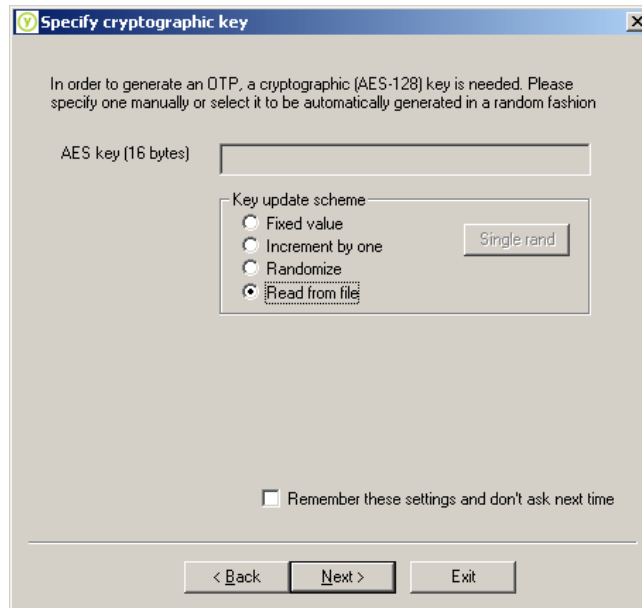 Specify cryptographic key
In order to generate an OTP, a cryptographic (AES-128) key is needed. Please
specify one manually or select it to be automatically generated in a random fashion
AES key (16 bytes)
Key update scheme
Fixed value
Increment by one
Single rand
Randomize
Read from file
Remember these settings and don't ask next time
< Back
Next >
Exit